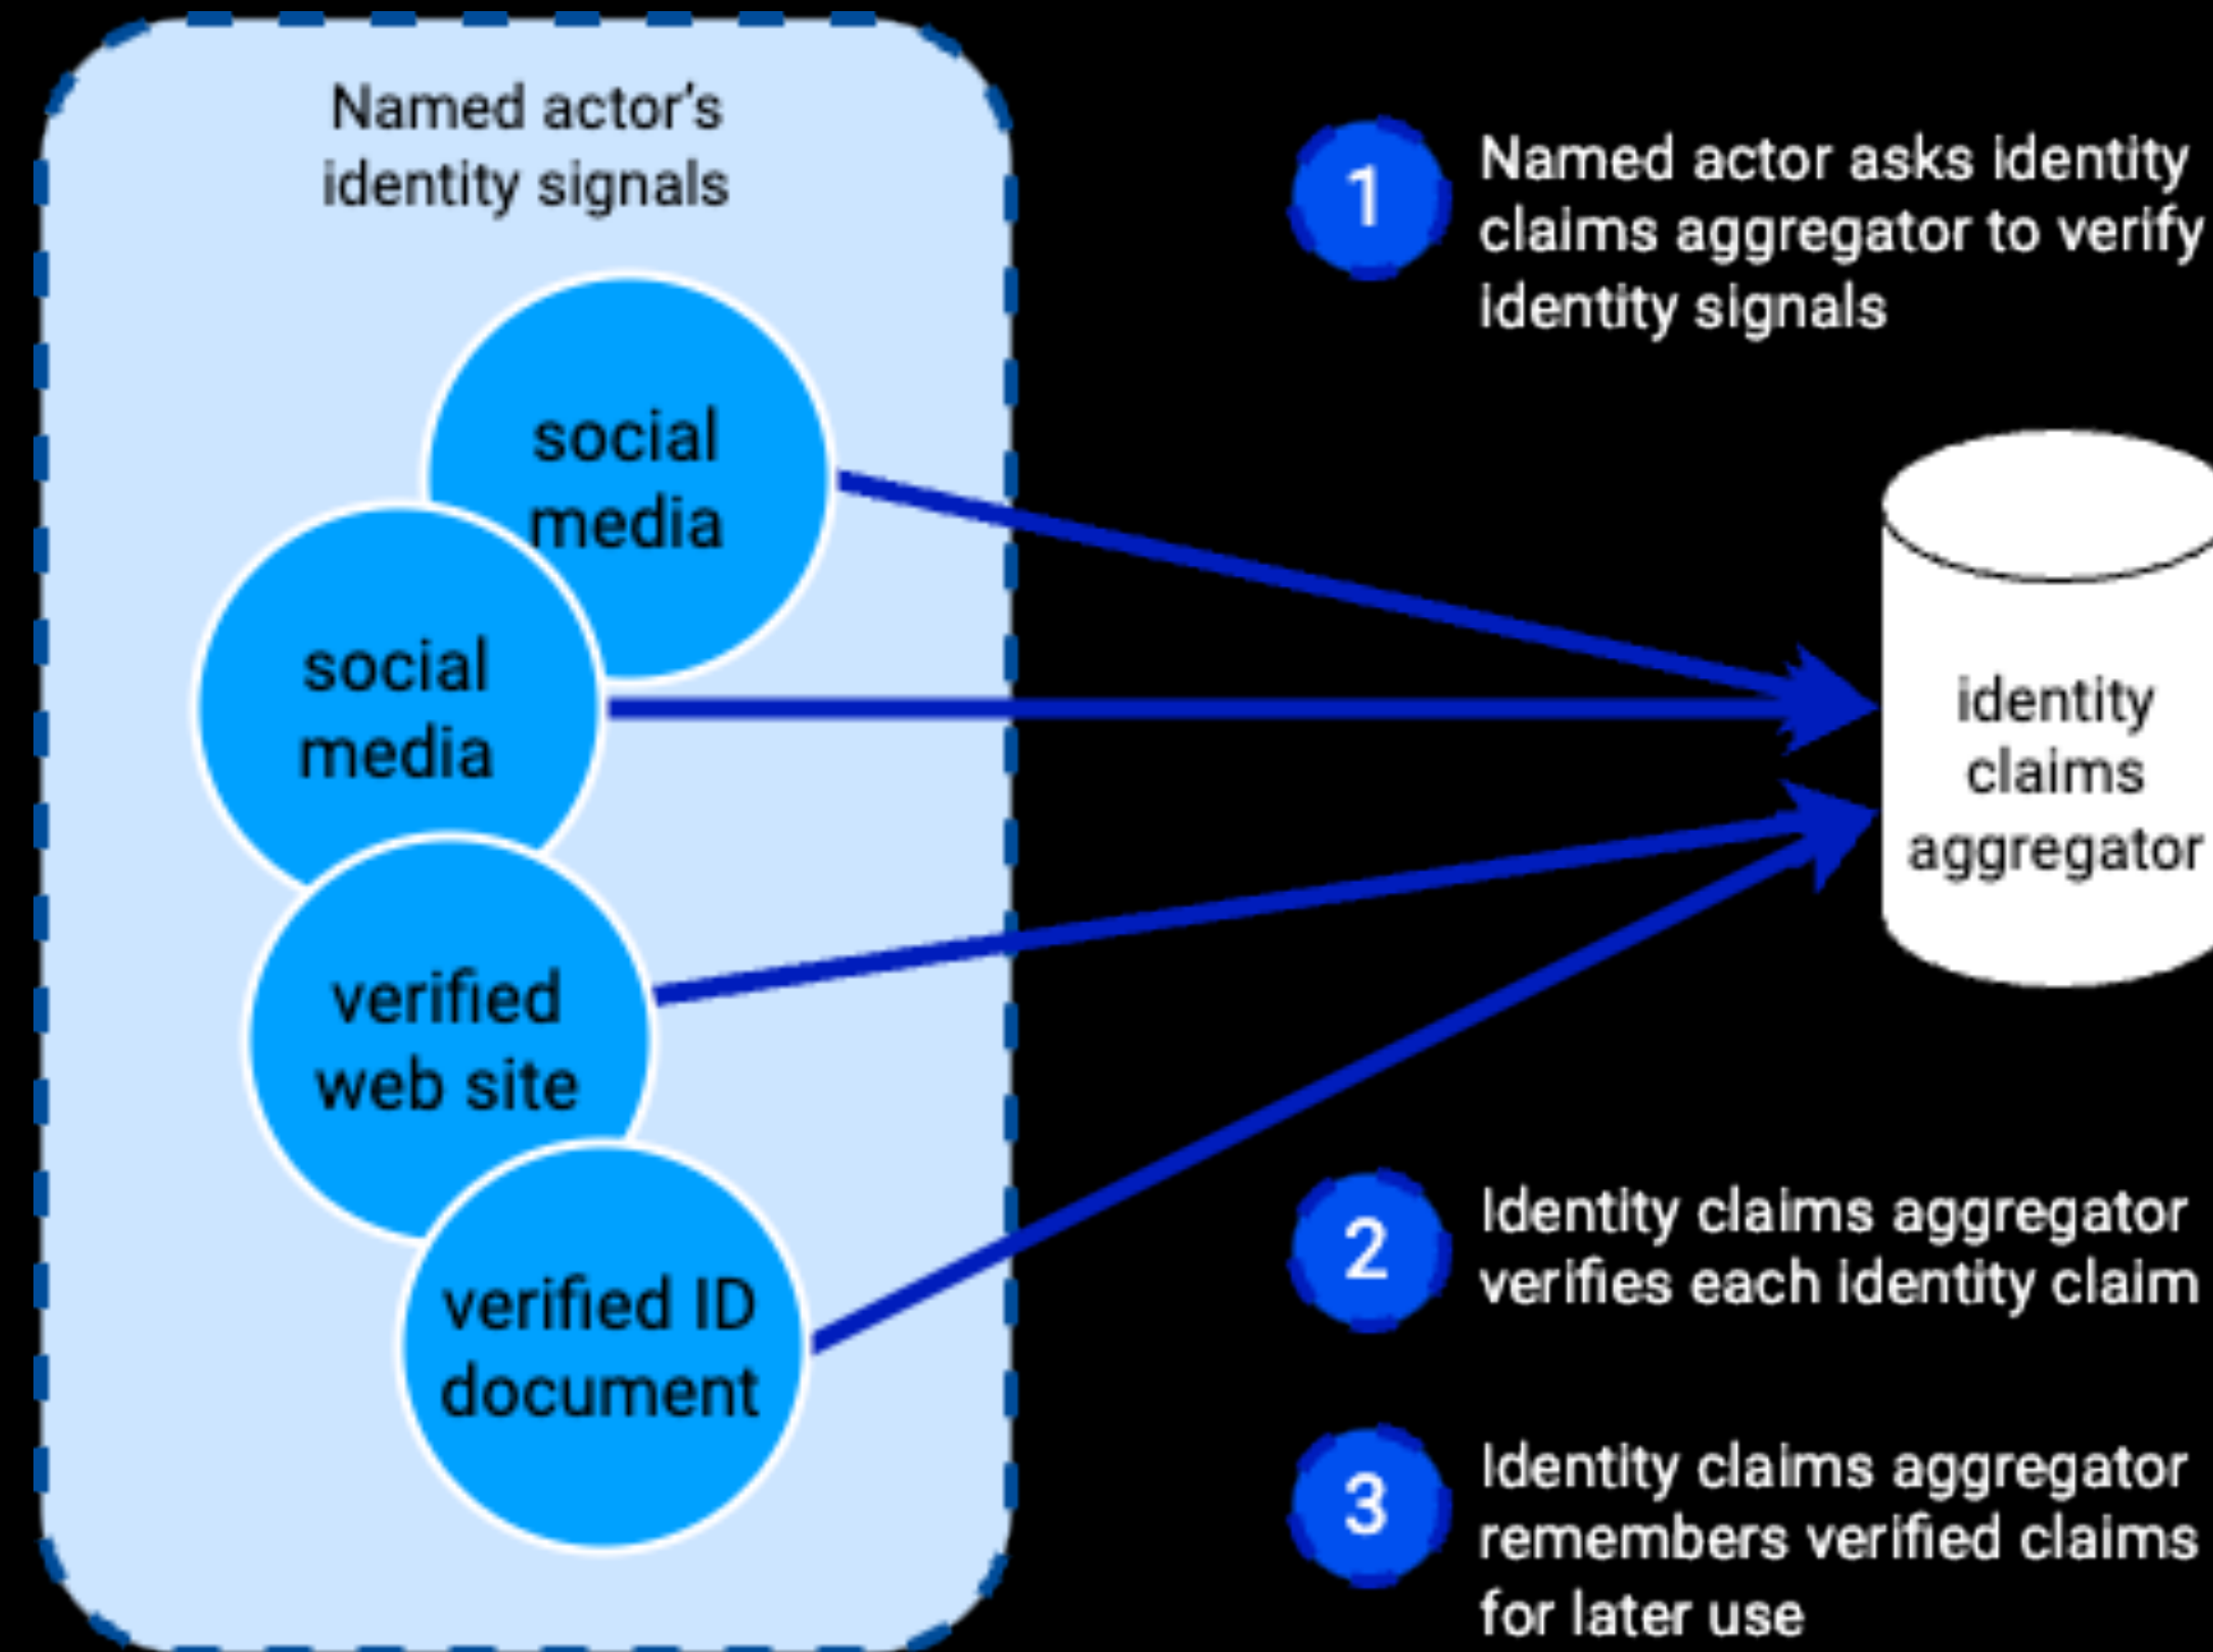 Named actor's
identity signals
social
media
social
media
verified
web site
verified ID
document
1
Named actor asks identity
claims aggregator to verify
identity signals
identity
claims
aggregator
2
Identity claims aggregator
verifies each identity claim
3
Identity claims aggregator
remembers verified claims
for later use